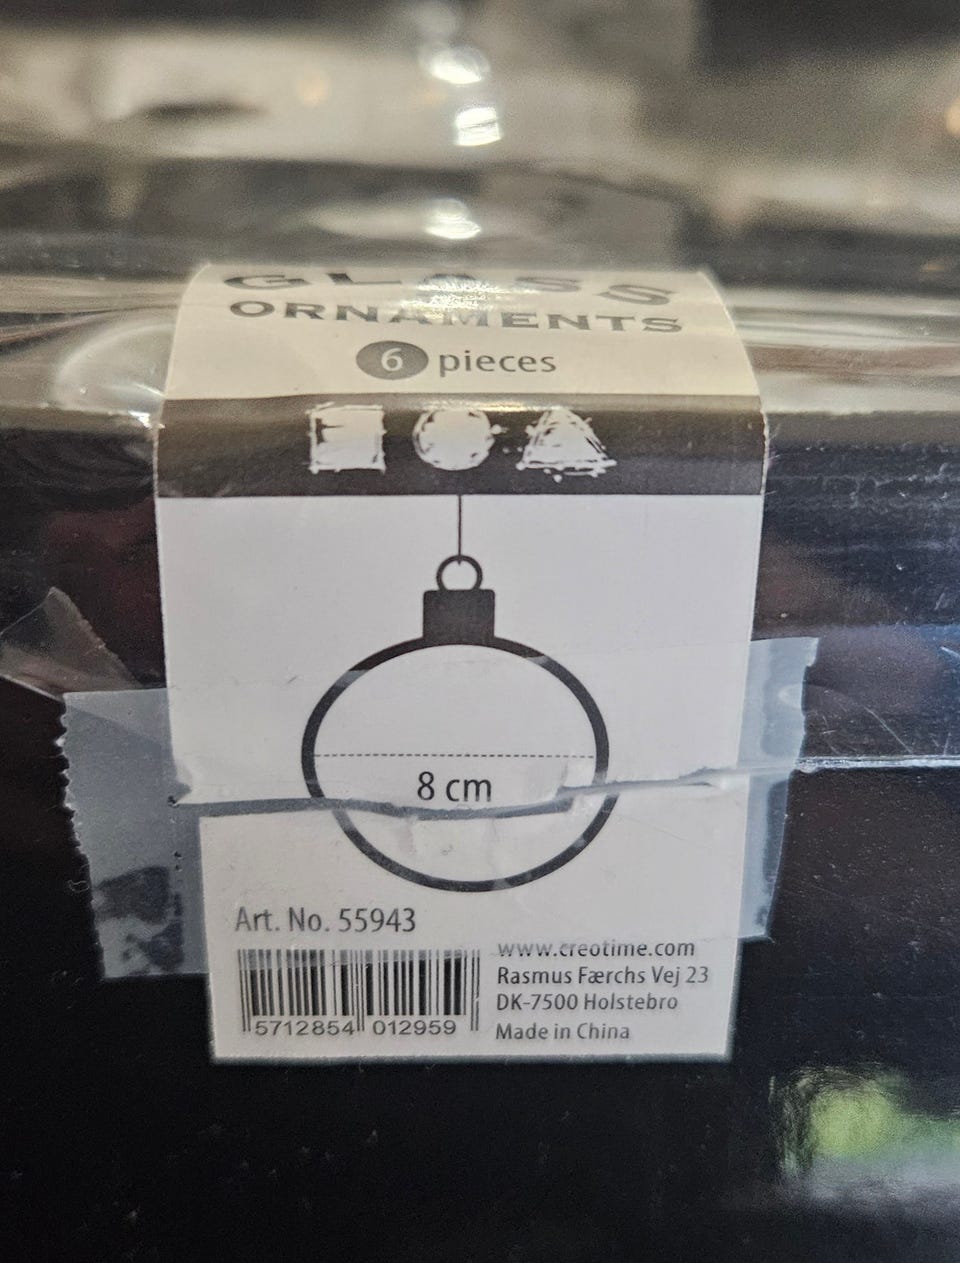 GLASS
ORNAMENTS
6 pieces
8 cm
Art. No. 55943
5712854 012959
www.creotime.com
Rasmus Færchs Vej 23
DK-7500 Holstebro
Made in China